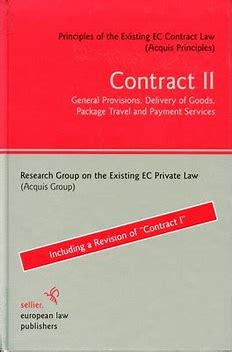 Principles of the Existing EC Contract Law
(Acquis Principles)
Contract II
General Provisions, Delivery of Goods,
Package Travel and Payment Services
Research Group on the Existing EC Private Law
(Acquis Group)
Including a Revision of "Contract I"
sellier.
european law
publishers